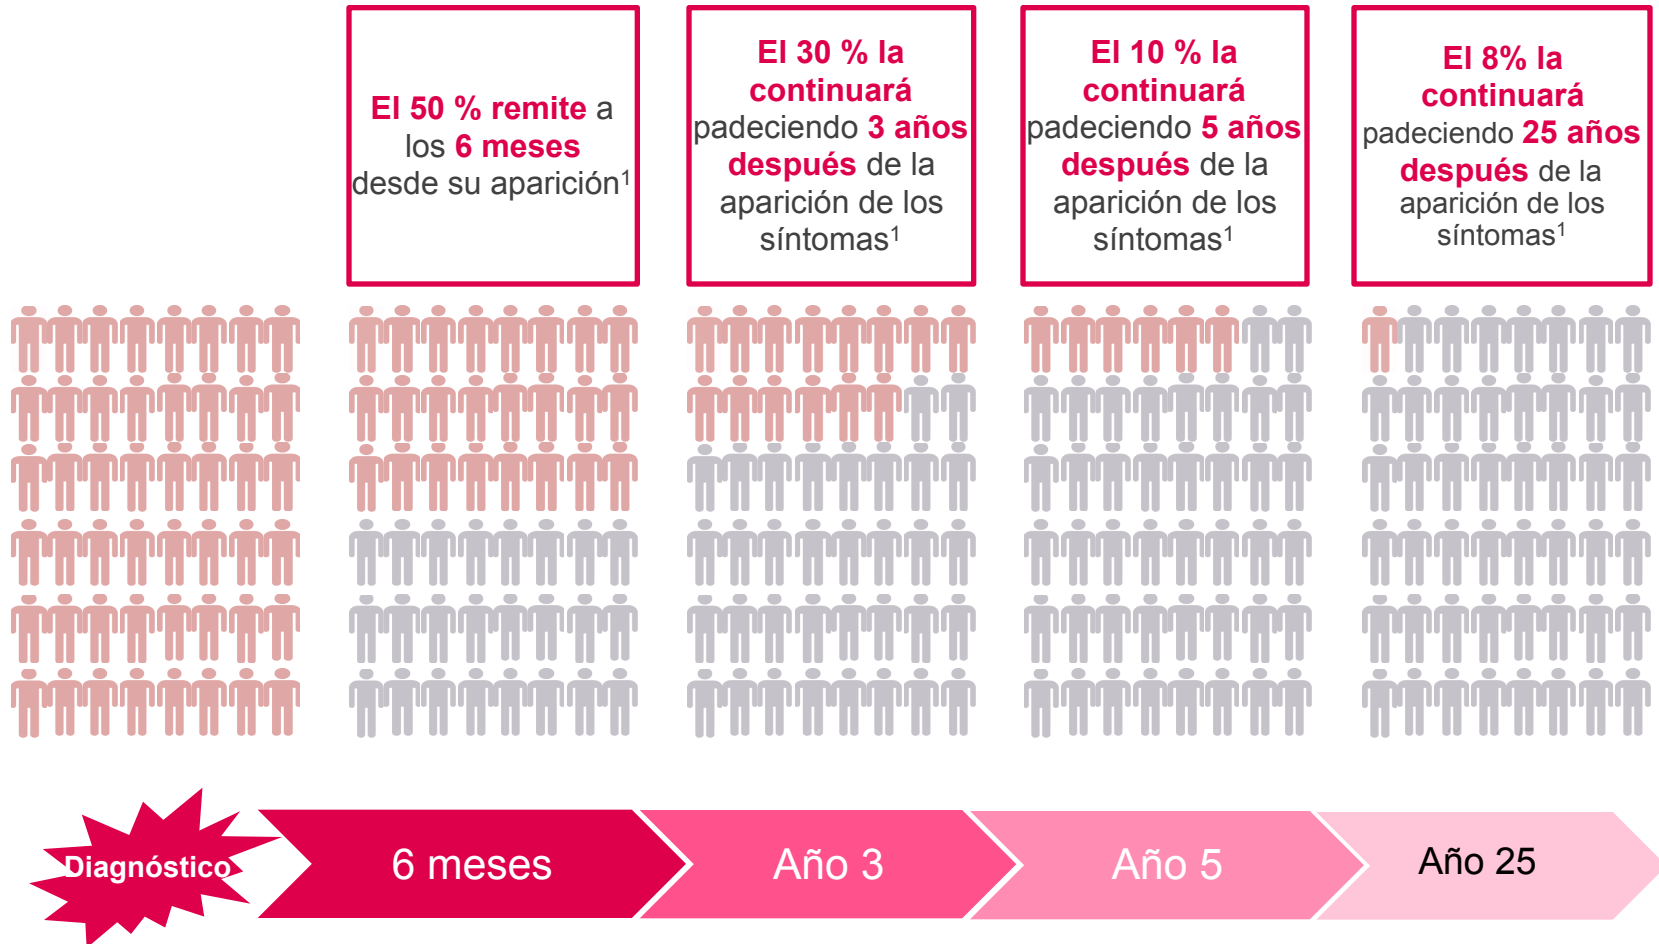 El 50 % remite a
los 6 meses
desde su aparición¹
El 30 % la
continuará
padeciendo 3 años
después de la
aparición de los
síntomas¹
El 10 % la
continuará
padeciendo 5 años
después de la
aparición de los
síntomas¹
El 8% la
continuará
padeciendo 25 años
después de la
aparición de los
síntomas¹
Diagnóstico
6 meses
Año 3
Año 5
Año 25